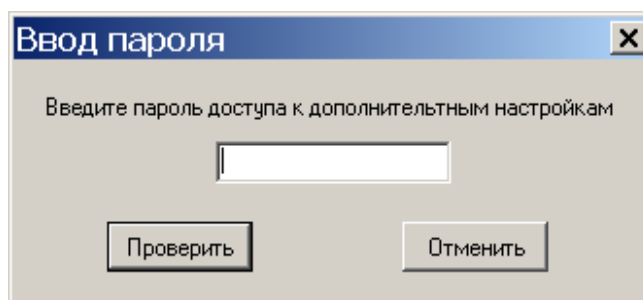 Ввод пароля
Введите пароль доступа к дополнительтным настройкам
Проверить
Отменить